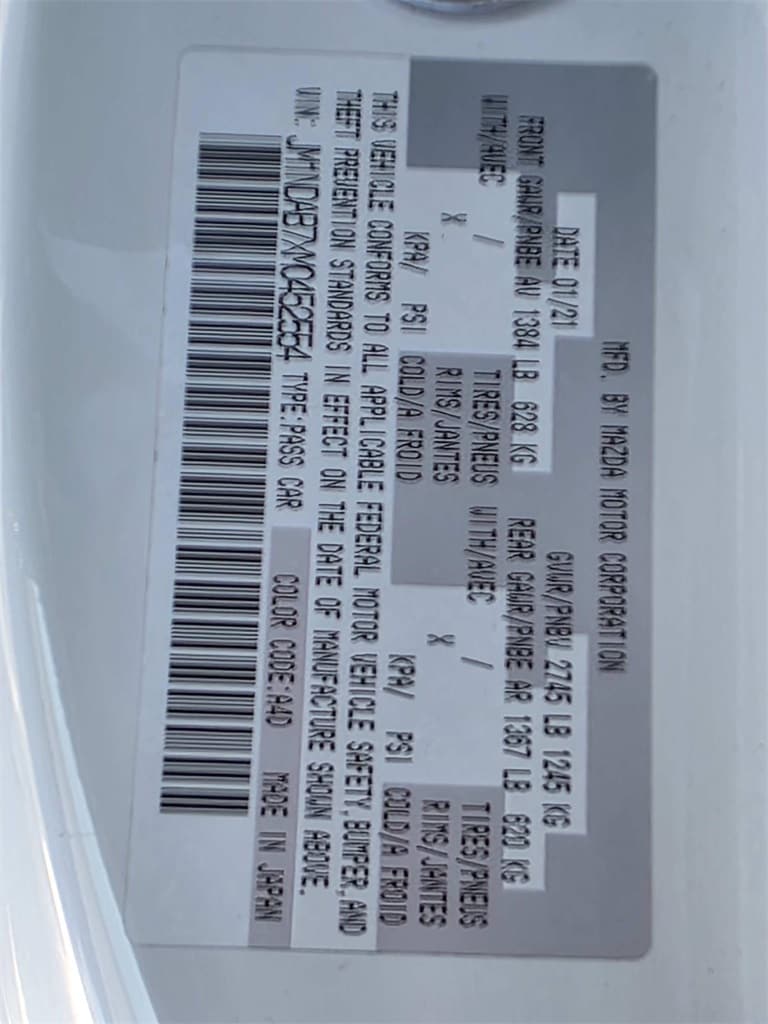 MFD. BY MAZDA MOTOR CORPORATION
DATE 01/21 GVWR/PNBV 2745 LB 1245 KG
FRONT GAWR/PNBE AV 1384 LB 628 KG REAR GAWR/PNBE AR 1367 LB 620 KG
WITH/AVEC / TIRES/PNEUS WITH/AVEC / TIRES/PNEUS
X RIMS/JANTES X RIMS/JANTES
KPA/ PSI COLD/A FROID KPA/ PSI COLD/A FROID
THIS VEHICLE CONFORMS TO ALL APPLICABLE FEDERAL MOTOR VEHICLE SAFETY, BUMPER, AND
THEFT PREVENTION STANDARDS IN EFFECT ON THE DATE OF MANUFACTURE SHOWN ABOVE.
VIN: JM1NDAB7XM0452554 TYPE:PASS CAR COLOR CODE:A4D MADE IN JAPAN